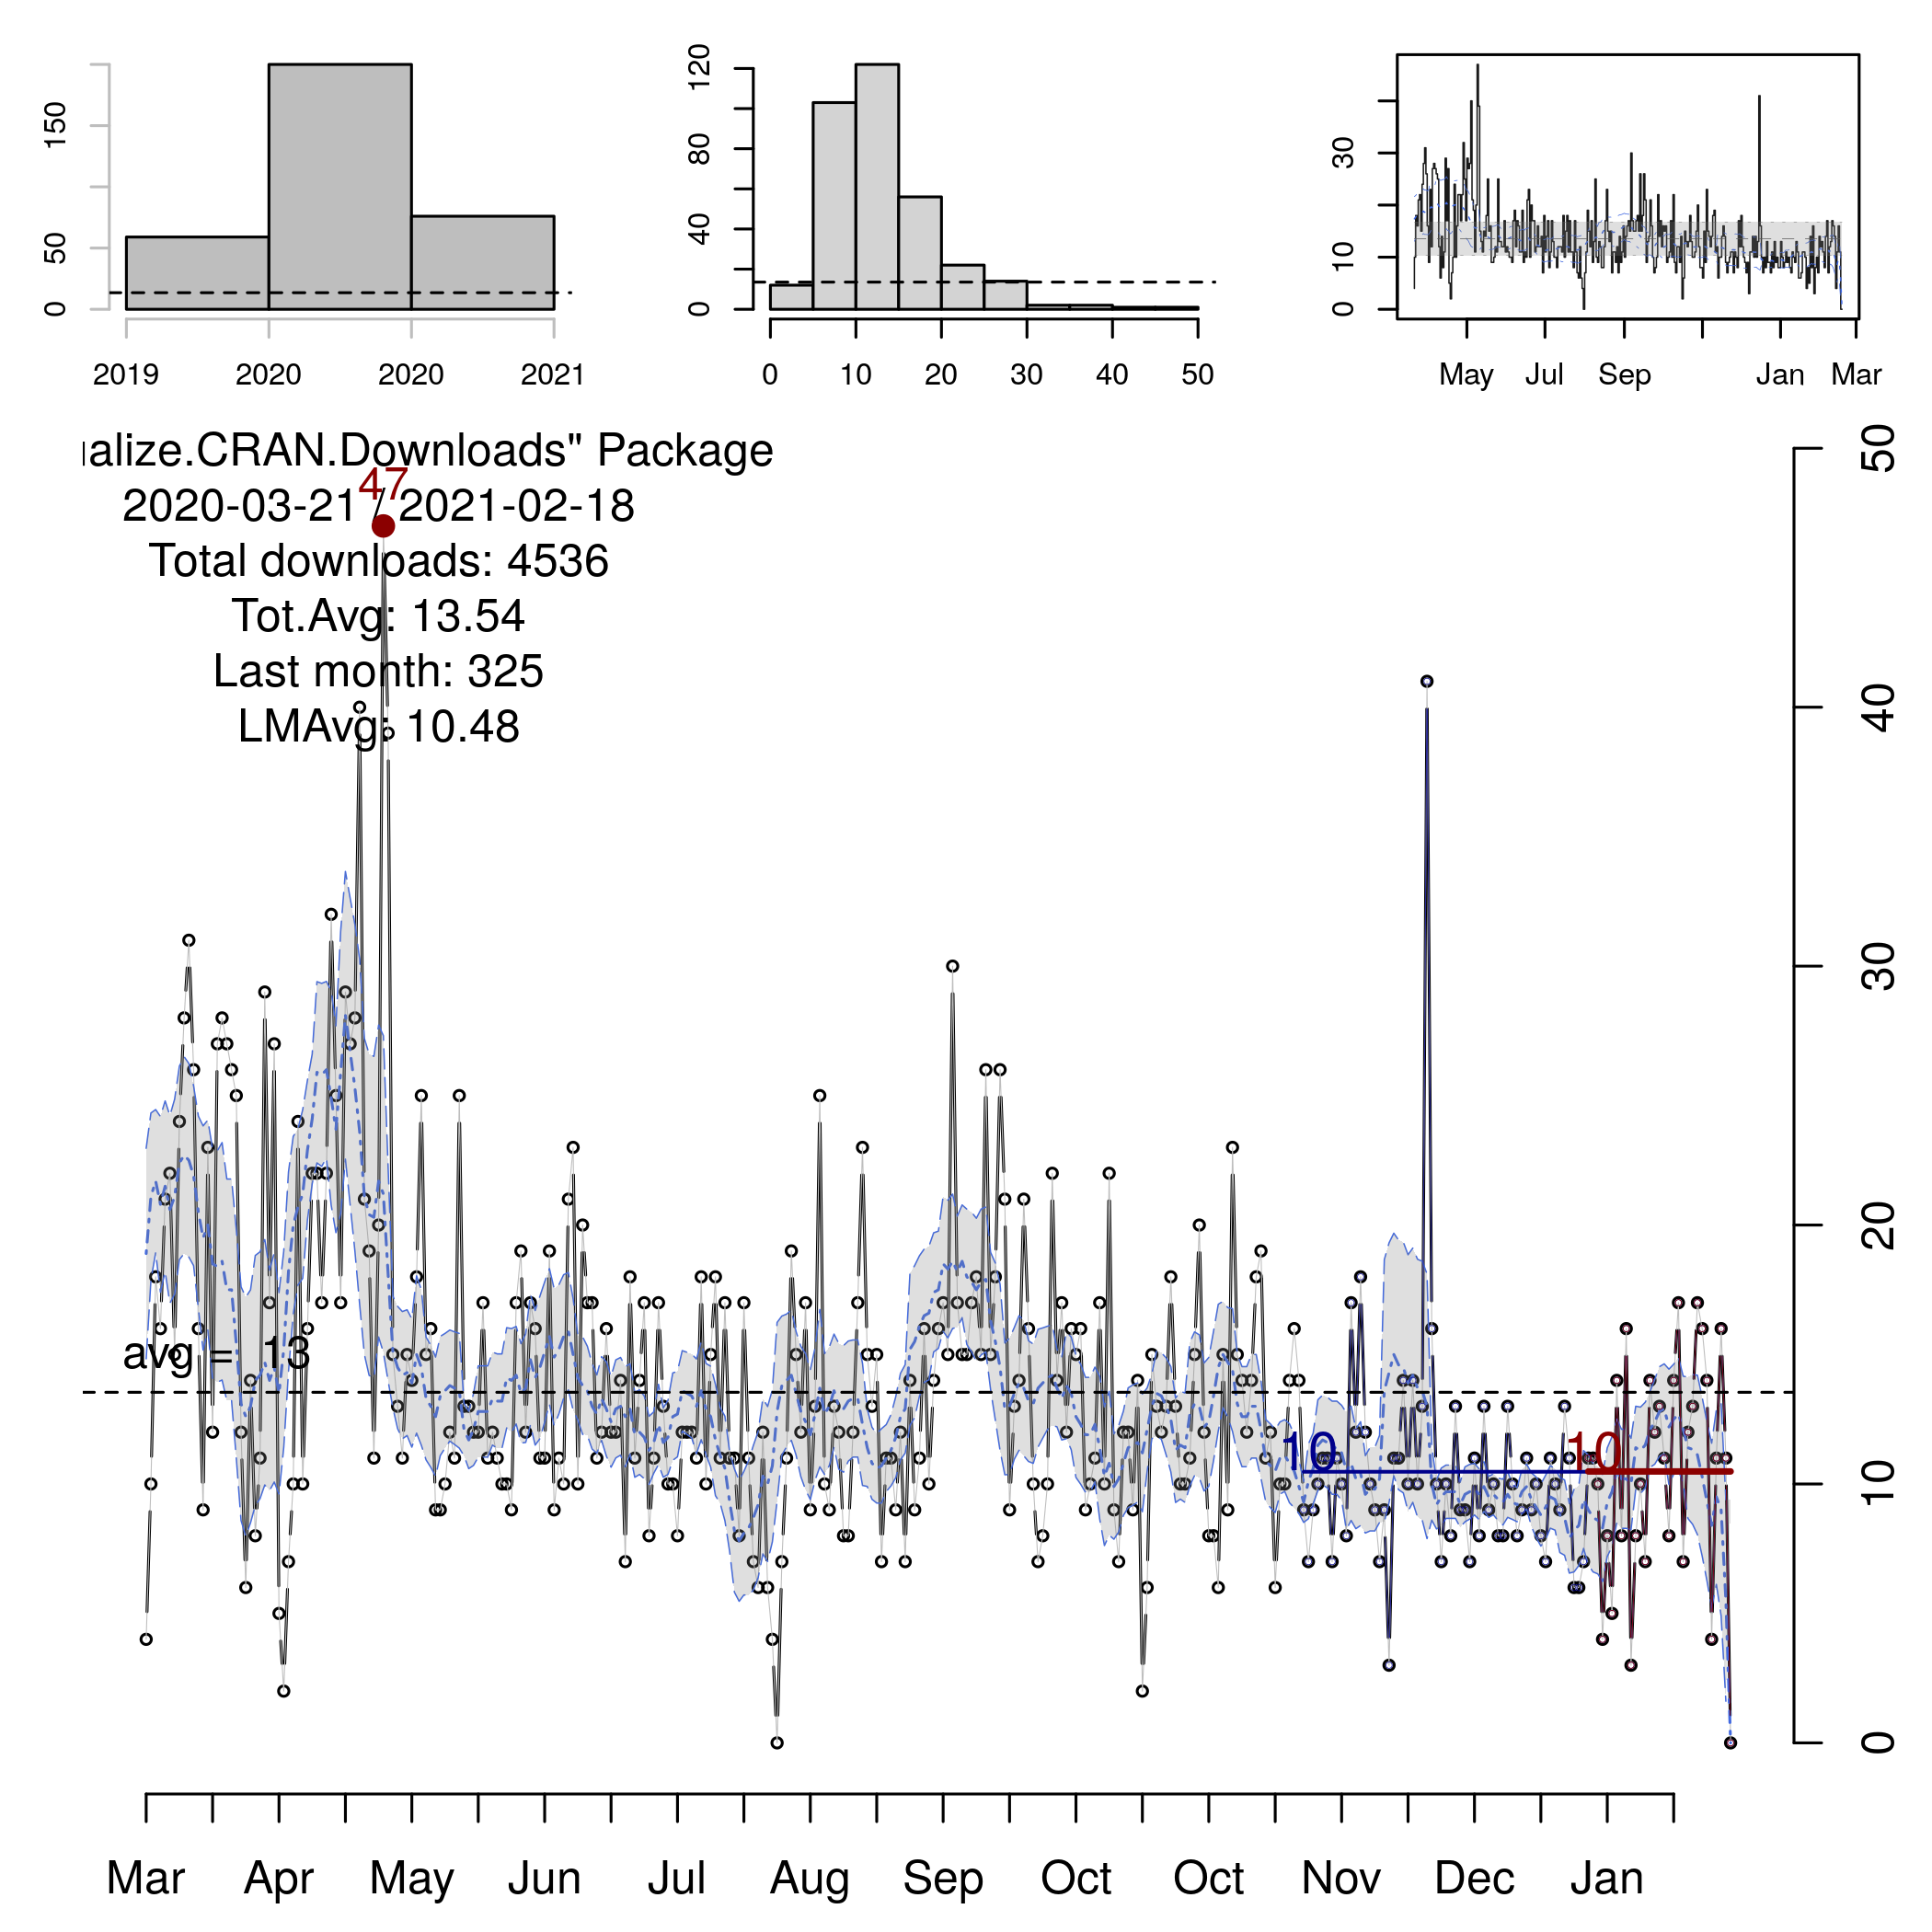 150
50
0
2019 2020 2020 2021
120
80
40
0
0 10 20 30 40 50
30
10
0
May Jul Sep Jan Mar
alize.CRAN.Downloads" Package
47
2020-03-21 / 2021-02-18
Total downloads: 4536
Tot.Avg: 13.54
Last month: 325
LMAvg: 10.48
avg = 13
10
10
50
40
30
20
10
0
Mar Apr May Jun Jul Aug Sep Oct Oct Nov Dec Jan